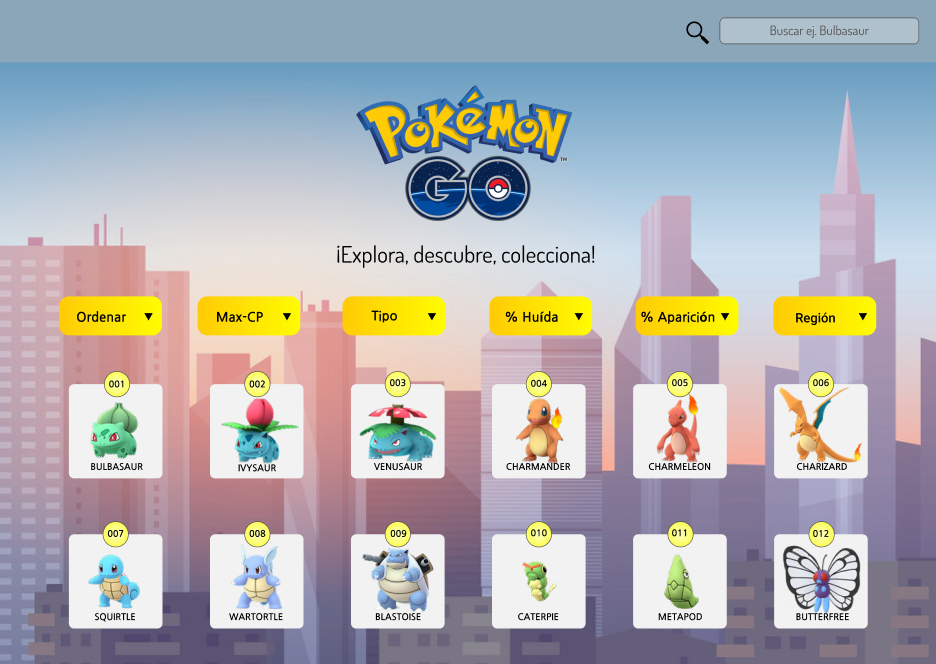 Buscar ej. Bulbasaur
POKéMON
GO
™
¡Explora, descubre, colecciona!
Ordenar ▼
Max-CP ▼
Tipo ▼
% Huída ▼
% Aparición ▼
Región ▼
001
BULBASAUR
002
IVYSAUR
003
VENUSAUR
004
CHARMANDER
005
CHARMELEON
006
CHARIZARD
007
SQUIRTLE
008
WARTORTLE
009
BLASTOISE
010
CATERPIE
011
METAPOD
012
BUTTERFREE